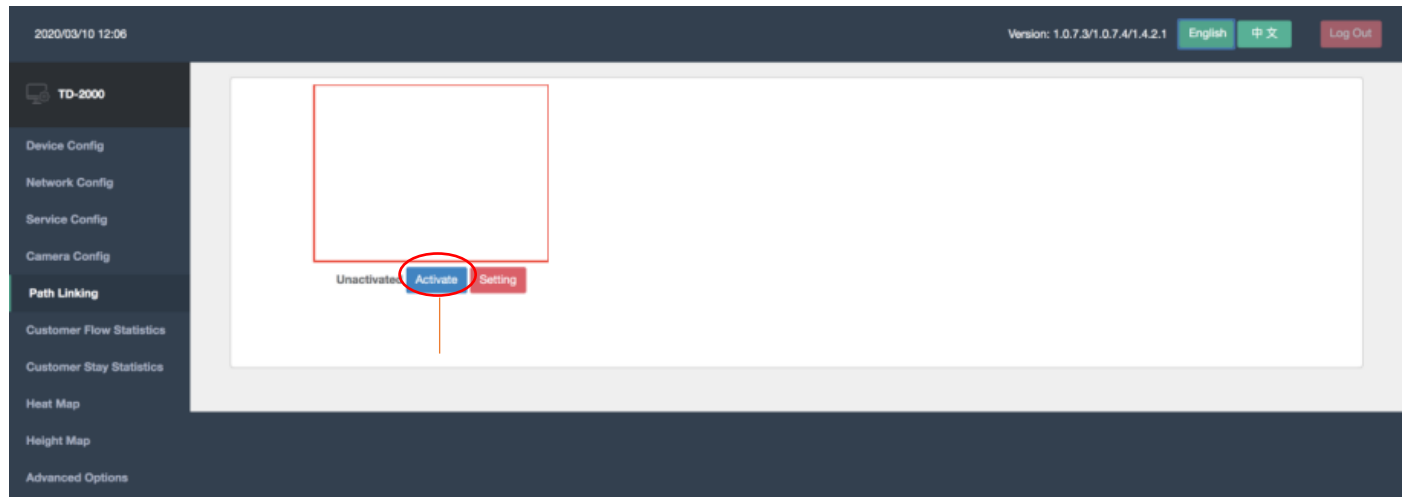 2020/03/10 12:06
Version: 1.0.7.3/1.0.7.4/1.4.2.1 English 中文 Log Out
TD-2000
Device Config
Network Config
Service Config
Camera Config
Path Linking
Customer Flow Statistics
Customer Stay Statistics
Heat Map
Height Map
Advanced Options
Unactivated Activate Setting